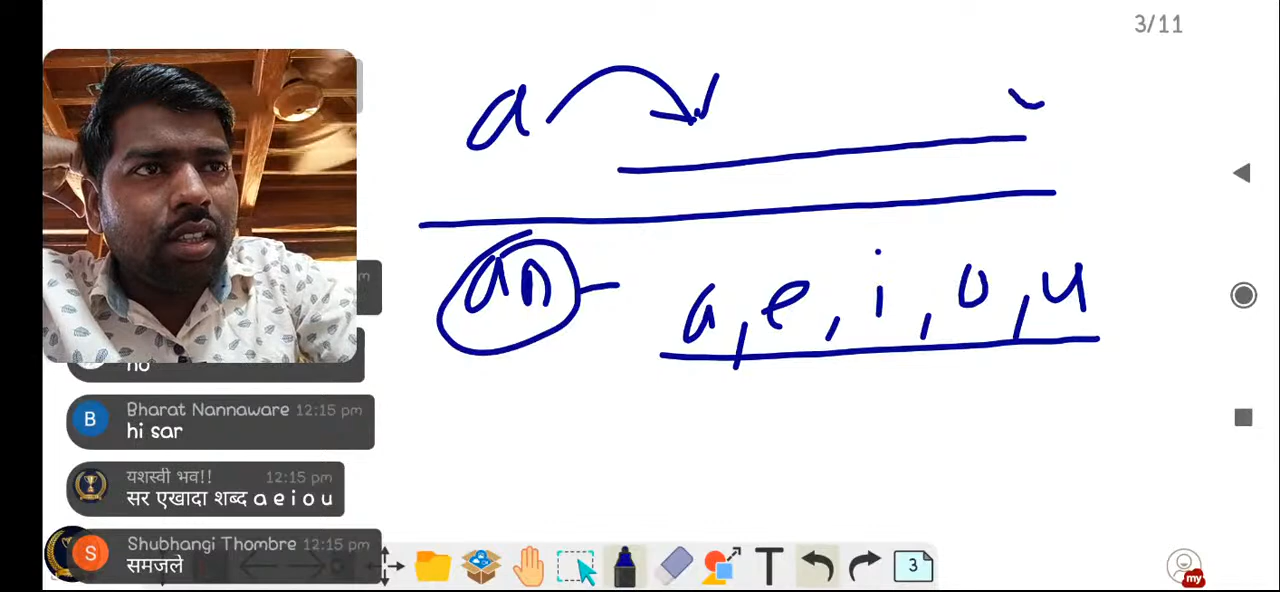 3/11
a
an
a, e, i, o, u
m
no
Bharat Nannaware 12:15 pm
hi sar
यशस्वी भव!! 12:15 pm
सर एखादा शब्द a e i o u
Shubhangi Thombre 12:15 pm
समजले
B
S
T
3
my